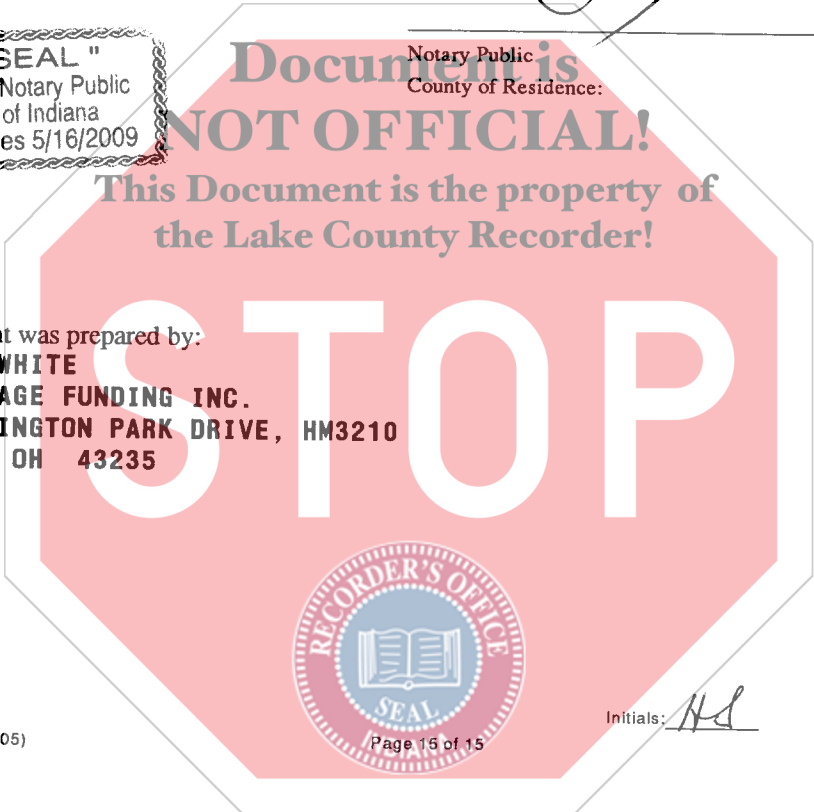 SEAL "
Notary Public
of Indiana
es 5/16/2009
Notary Public
County of Residence:
Document is
NOT OFFICIAL!
This Document is the property of
the Lake County Recorder!
STOP
t was prepared by:
WHITE
AGE FUNDING INC.
INGTON PARK DRIVE, HM3210
OH 43235
RECORDER'S OFFICE
SEAL
INDIANA
Initials: HS
05)
Page 15 of 15